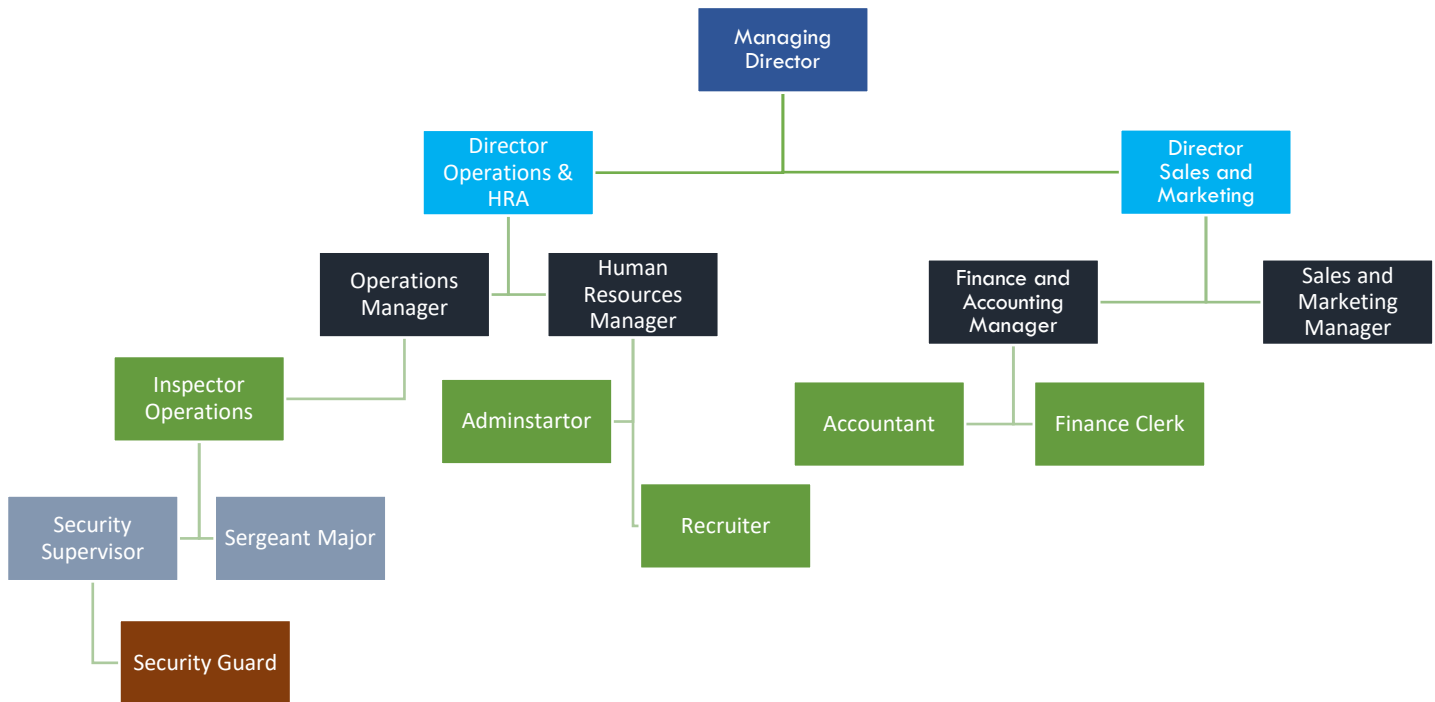 Managing
Director
Director
Operations &
HRA
Director
Sales and
Marketing
Operations
Manager
Human
Resources
Manager
Finance and
Accounting
Manager
Sales and
Marketing
Manager
Inspector
Operations
Adminstartor
Accountant
Finance Clerk
Security
Supervisor
Sergeant Major
Recruiter
Security Guard